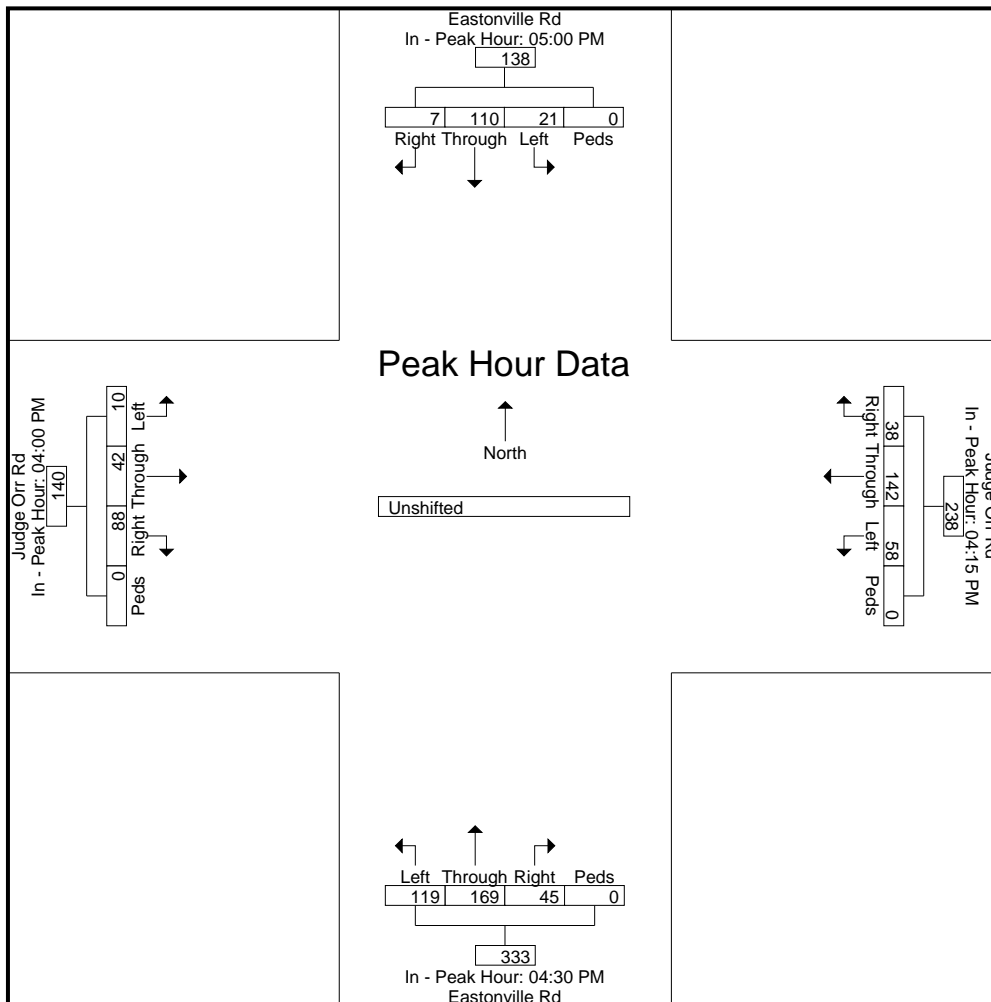 Eastonville Rd
In - Peak Hour: 05:00 PM
138
7 110 21 0
Right Through Left Peds
Peak Hour Data
North
Unshifted
Judge Orr Rd
In - Peak Hour: 04:00 PM
140
10 42 88 0
Left Through Right Peds
Judge Orr Rd
In - Peak Hour: 04:15 PM
238
38 142 58 0
Right Through Left Peds
Left Through Right Peds
119 169 45 0
333
In - Peak Hour: 04:30 PM
Eastonville Rd